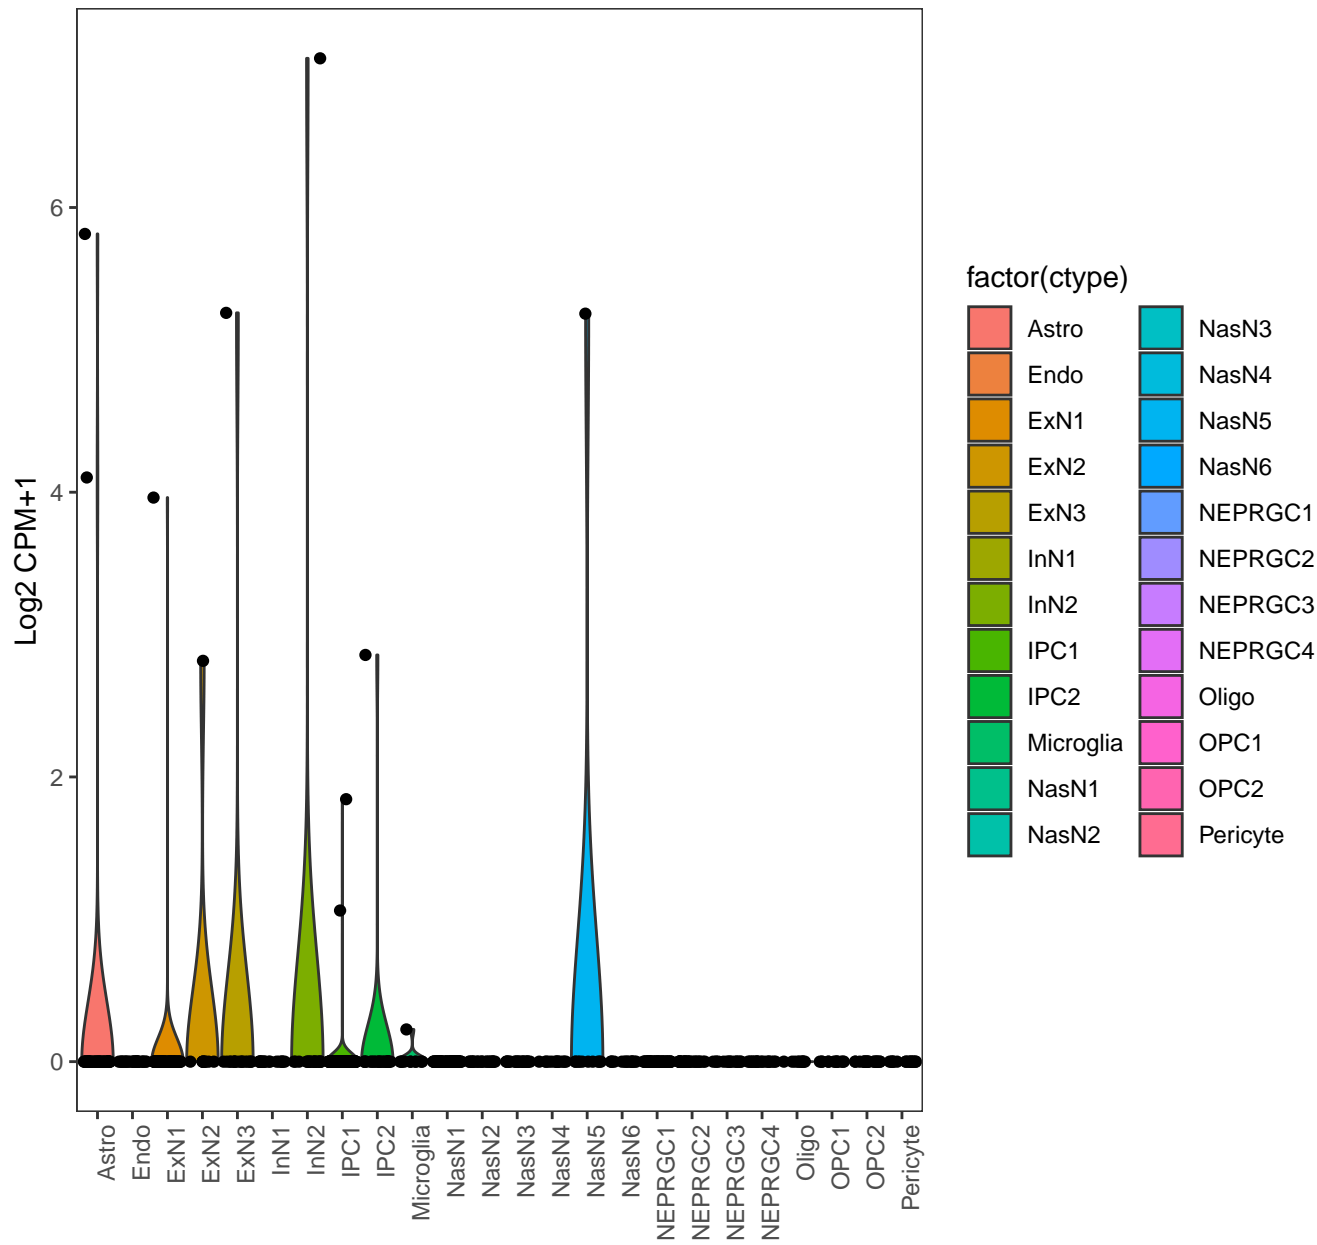 6
4
2
0
Log2 CPM+1
Astro
Endo
ExN1
ExN2
ExN3
InN1
InN2
IPC1
IPC2
Microglia
NasN1
NasN2
NasN3
NasN4
NasN5
NasN6
NEPRGC1
NEPRGC2
NEPRGC3
NEPRGC4
Oligo
OPC1
OPC2
Pericyte
factor(ctype)
Astro
Endo
ExN1
ExN2
ExN3
InN1
InN2
IPC1
IPC2
Microglia
NasN1
NasN2
NasN3
NasN4
NasN5
NasN6
NEPRGC1
NEPRGC2
NEPRGC3
NEPRGC4
Oligo
OPC1
OPC2
Pericyte